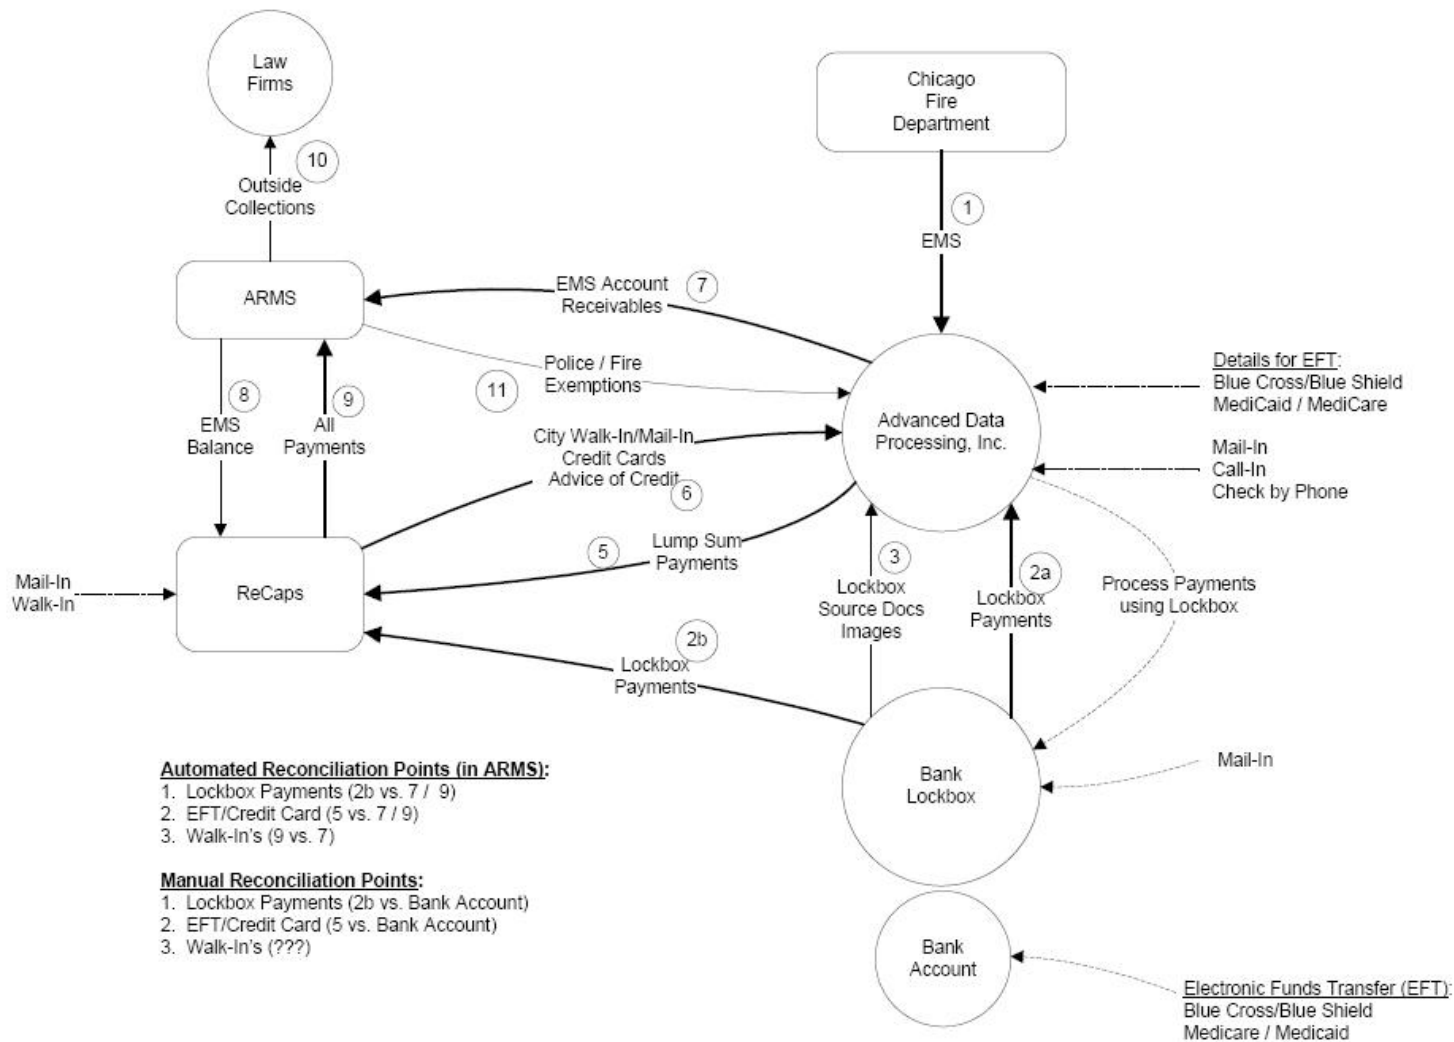 Law
Firms
Chicago
Fire
Department
10
Outside
Collections
1
EMS
ARMS
EMS Account
Receivables
7
Police / Fire
Exemptions
11
Details for EFT:
Blue Cross/Blue Shield
MediCaid / MediCare
8
EMS
Balance
9
All
Payments
City Walk-In/Mail-In
Credit Cards
Advice of Credit
6
Advanced Data
Processing, Inc.
Mail-In
Call-In
Check by Phone
Mail-In
Walk-In
ReCaps
5
Lump Sum
Payments
3
Lockbox
Source Docs
Images
2a
Lockbox
Payments
Process Payments
using Lockbox
2b
Lockbox
Payments
Bank
Lockbox
Mail-In
Automated Reconciliation Points (in ARMS):
1. Lockbox Payments (2b vs. 7 / 9)
2. EFT/Credit Card (5 vs. 7 / 9)
3. Walk-In's (9 vs. 7)
Manual Reconciliation Points:
1. Lockbox Payments (2b vs. Bank Account)
2. EFT/Credit Card (5 vs. Bank Account)
3. Walk-In's (???)
Bank
Account
Electronic Funds Transfer (EFT):
Blue Cross/Blue Shield
Medicare / Medicaid